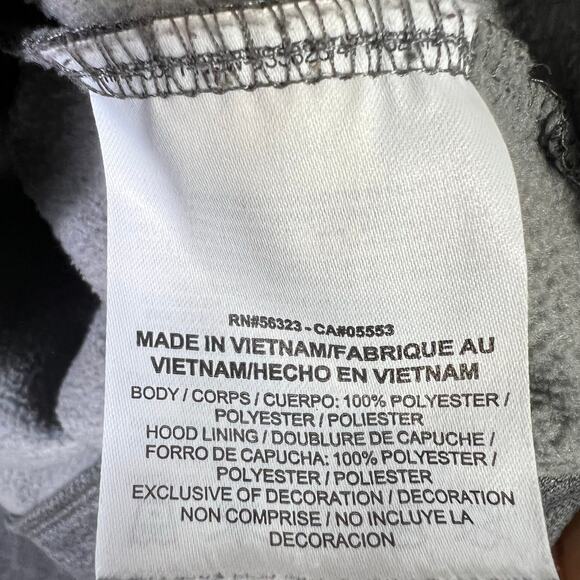 RN#56323-CA#05553
MADE IN VIETNAM/FABRIQUE AU
VIETNAM/HECHO EN VIETNAM
BODY / CORPS / CUERPO: 100% POLYESTER /
POLYESTER / POLIESTER
HOOD LINING / DOUBLURE DE CAPUCHE /
FORRO DE CAPUCHA: 100% POLYESTER /
POLYESTER / POLIESTER
EXCLUSIVE OF DECORATION / DECORATION
NON COMPRISE / NO INCLUYE LA
DECORACION